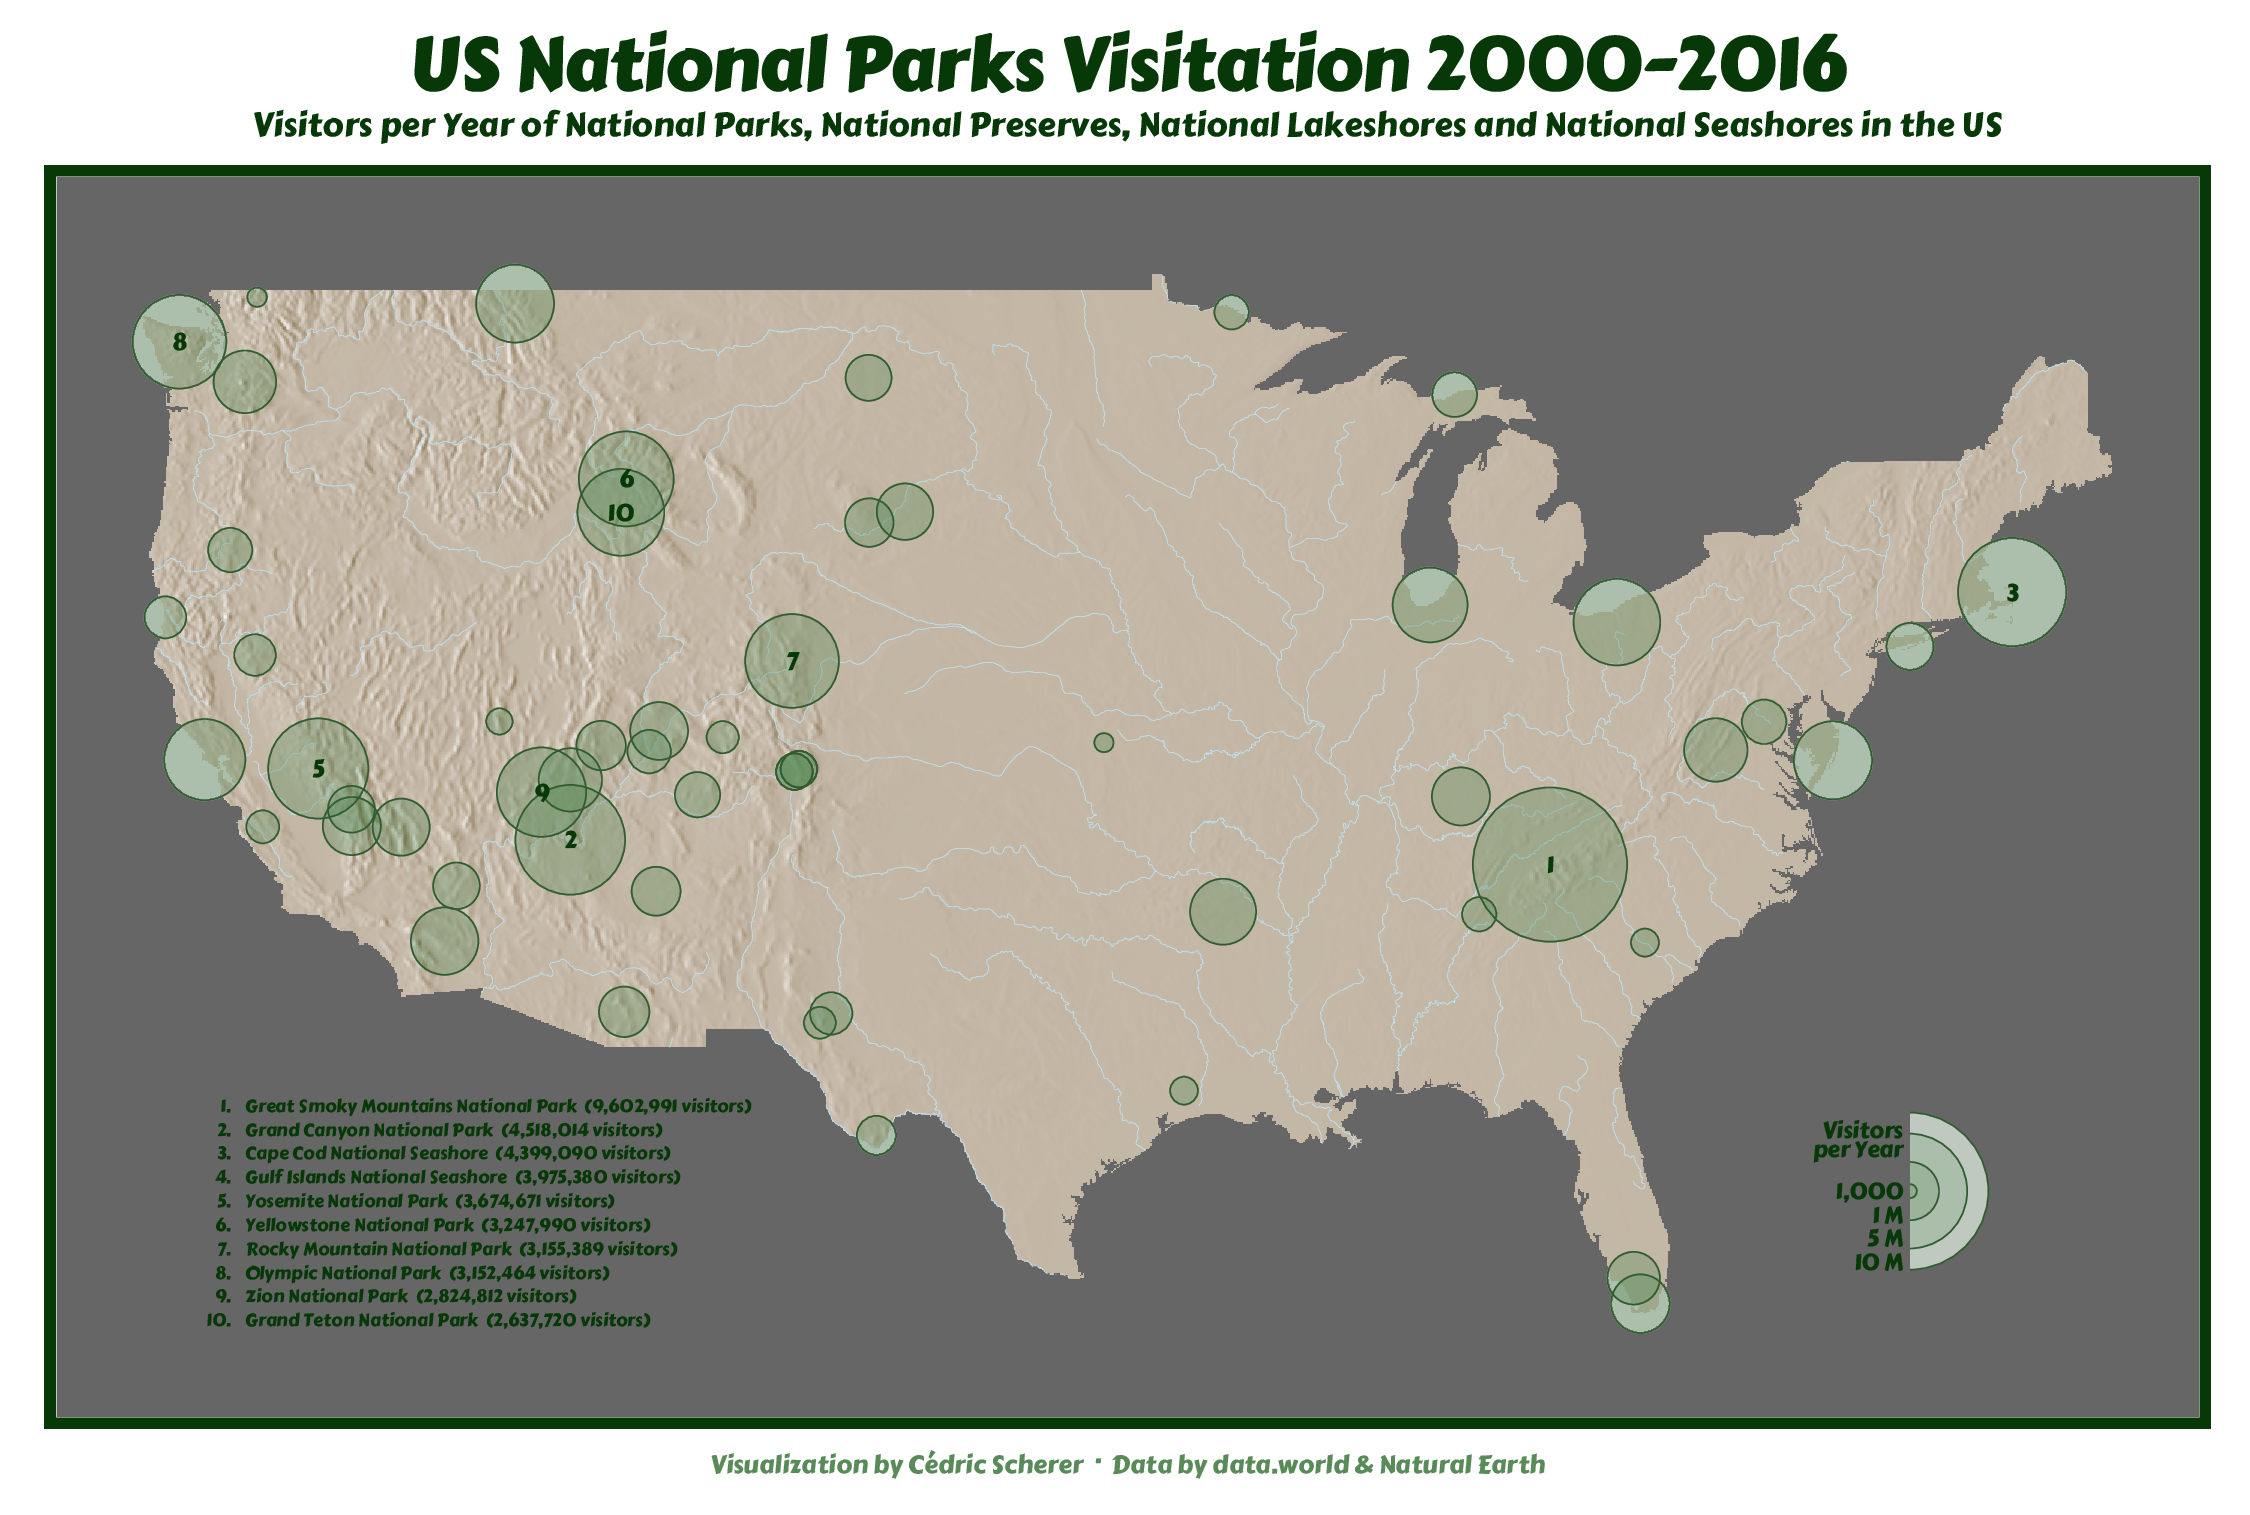 US National Parks Visitation 2000-2016
Visitors per Year of National Parks, National Preserves, National Lakeshores and National Seashores in the US
8
6
10
3
7
5
9
2
1
1. Great Smoky Mountains National Park (9,602,991 visitors)
2. Grand Canyon National Park (4,518,014 visitors)
3. Cape Cod National Seashore (4,399,090 visitors)
4. Gulf Islands National Seashore (3,975,380 visitors)
5. Yosemite National Park (3,674,671 visitors)
6. Yellowstone National Park (3,247,990 visitors)
7. Rocky Mountain National Park (3,155,389 visitors)
8. Olympic National Park (3,152,464 visitors)
9. Zion National Park (2,824,812 visitors)
10. Grand Teton National Park (2,637,720 visitors)
Visitors
per Year
1,000
1 M
5 M
10 M
Visualization by Cédric Scherer · Data by data.world & Natural Earth